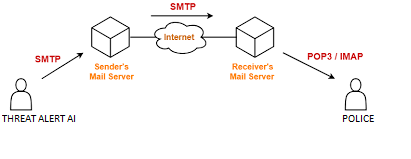 SMTP
SMTP
Internet
Sender's
Mail Server
Receiver's
Mail Server
POP3 / IMAP
THREAT ALERT AI
POLICE